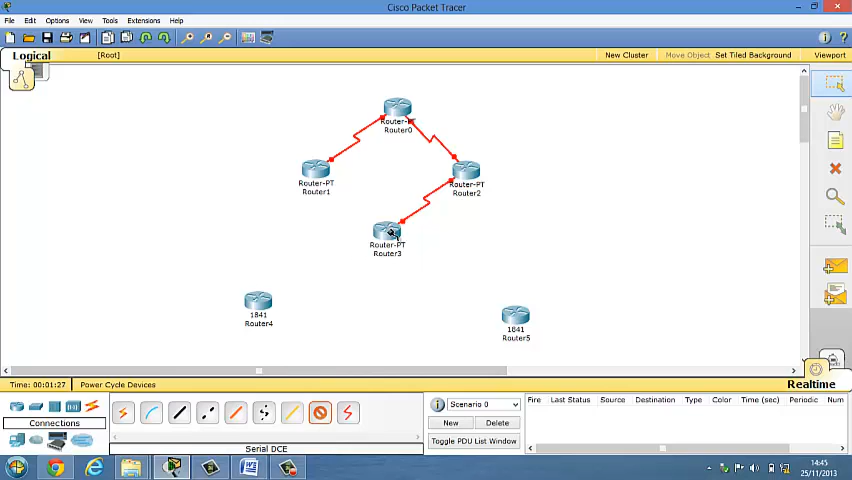 Cisco Packet Tracer
File Edit Options View Tools Extensions Help
Logical [Root] New Cluster Move Object Set Tiled Background Viewport
Router-PT
Router0
Router-PT
Router1
Router-PT
Router2
Router-PT
Router3
1841
Router4
1841
Router5
Time: 00:01:27 Power Cycle Devices
Realtime
Connections
Serial DCE
Scenario 0
New Delete
Toggle PDU List Window
Fire Last Status Source Destination Type Color Time (sec) Periodic Num
14:45
25/11/2013